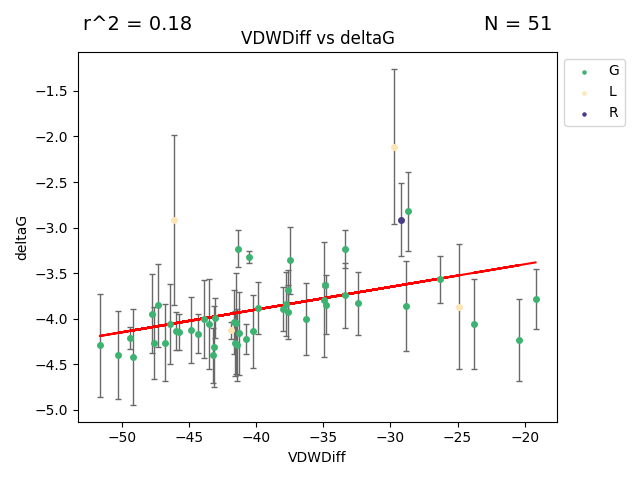 r^2 = 0.18
N = 51
VDWDiff vs deltaG
G
L
R
−1.5
−2.0
−2.5
−3.0
−3.5
−4.0
−4.5
−5.0
deltaG
−50
−45
−40
−35
−30
−25
−20
VDWDiff